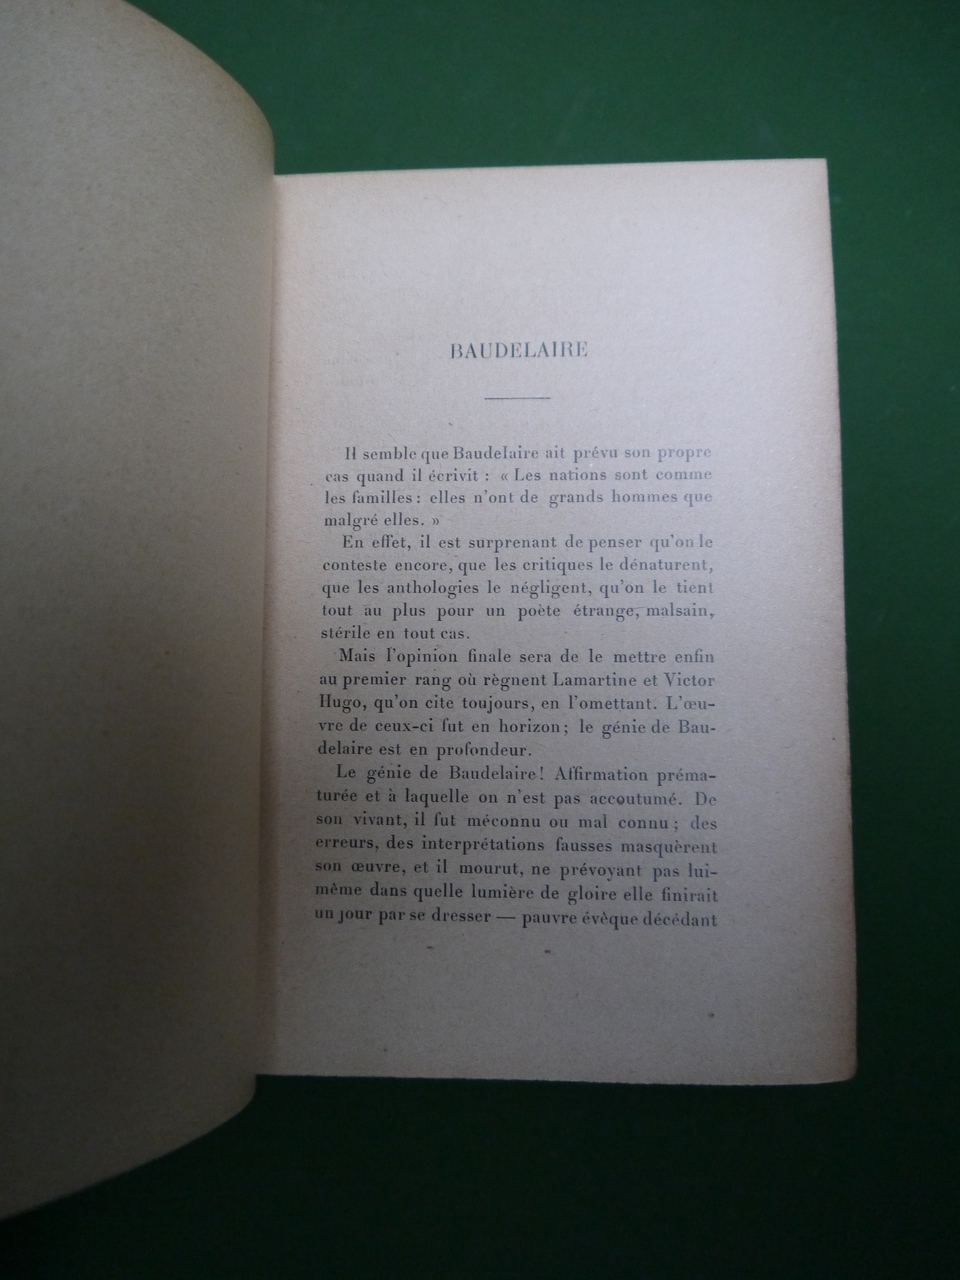 BAUDELAIRE
Il semble que Baudelaire ait prévu son propre
cas quand il écrivit : « Les nations sont comme
les familles : elles n'ont de grands hommes que
malgré elles. »
En effet, il est surprenant de penser qu'on le
conteste encore, que les critiques le dénaturent,
que les anthologies le négligent, qu'on le tient
tout au plus pour un poète étrange, malsain,
stérile en tout cas.
Mais l'opinion finale sera de le mettre enfin
au premier rang où règnent Lamartine et Victor
Hugo, qu'on cite toujours, en l'omettant. L'œu-
vre de ceux-ci fut en horizon ; le génie de Bau-
delaire est en profondeur.
Le génie de Baudelaire ! Affirmation préma-
turée et à laquelle on n'est pas accoutumé. De
son vivant, il fut méconnu ou mal connu ; des
erreurs, des interprétations fausses masquèrent
son œuvre, et il mourut, ne prévoyant pas lui-
même dans quelle lumière de gloire elle finirait
un jour par se dresser — pauvre évêque décédant